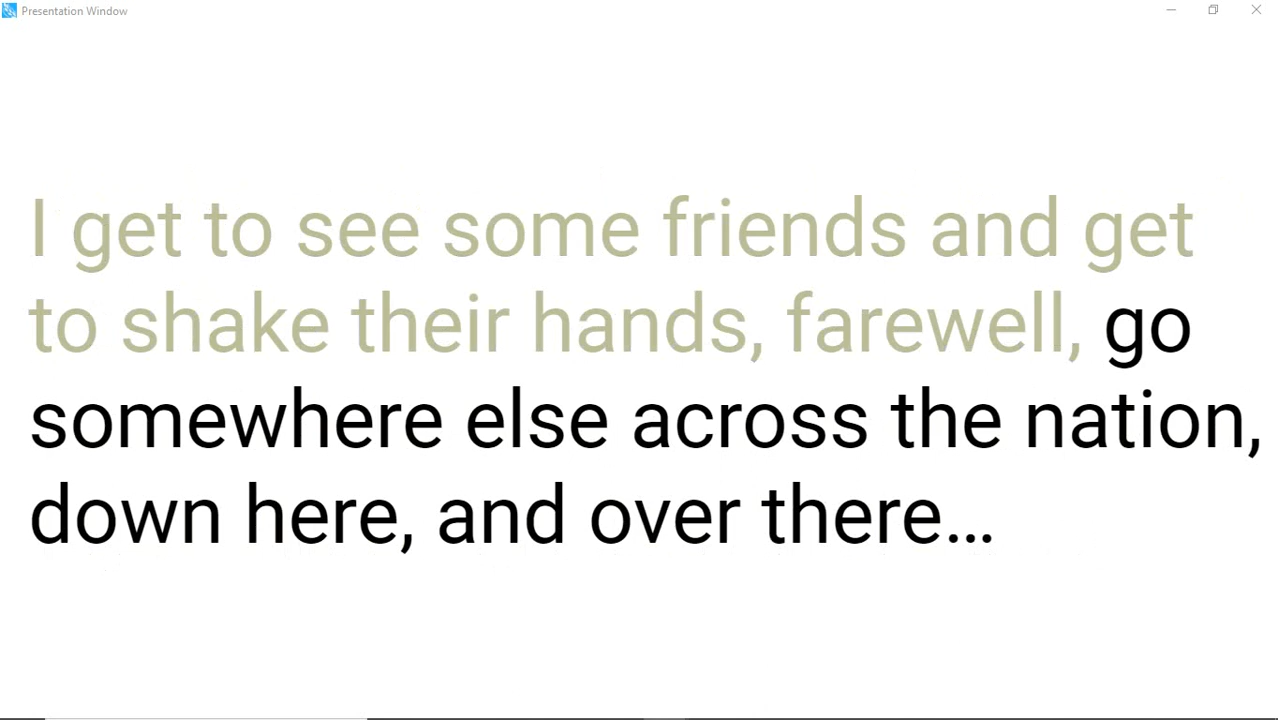 Presentation Window
I get to see some friends and get
to shake their hands, farewell, go
somewhere else across the nation,
down here, and over there…